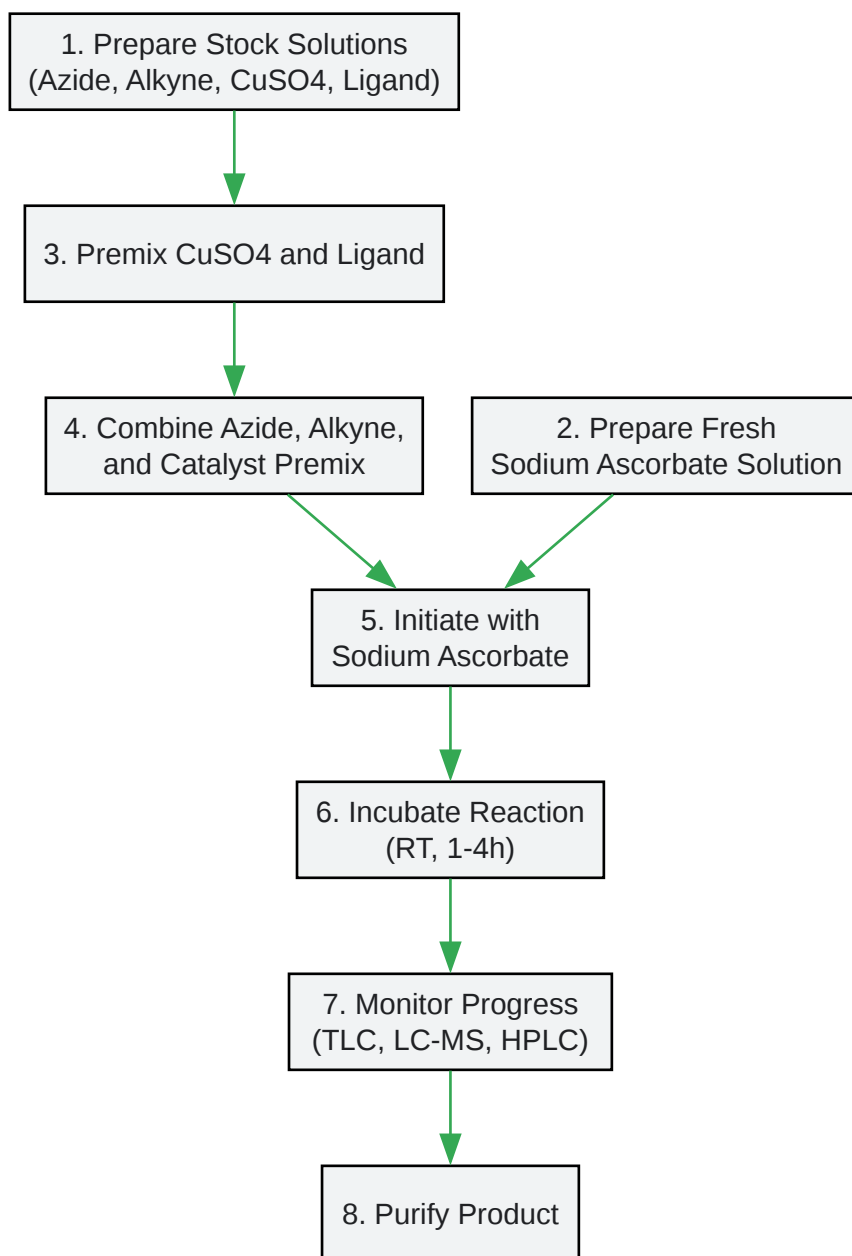 1. Prepare Stock Solutions
(Azide, Alkyne, CuSO4, Ligand)
3. Premix CuSO4 and Ligand
4. Combine Azide, Alkyne,
and Catalyst Premix
2. Prepare Fresh
Sodium Ascorbate Solution
5. Initiate with
Sodium Ascorbate
6. Incubate Reaction
(RT, 1-4h)
7. Monitor Progress
(TLC, LC-MS, HPLC)
8. Purify Product